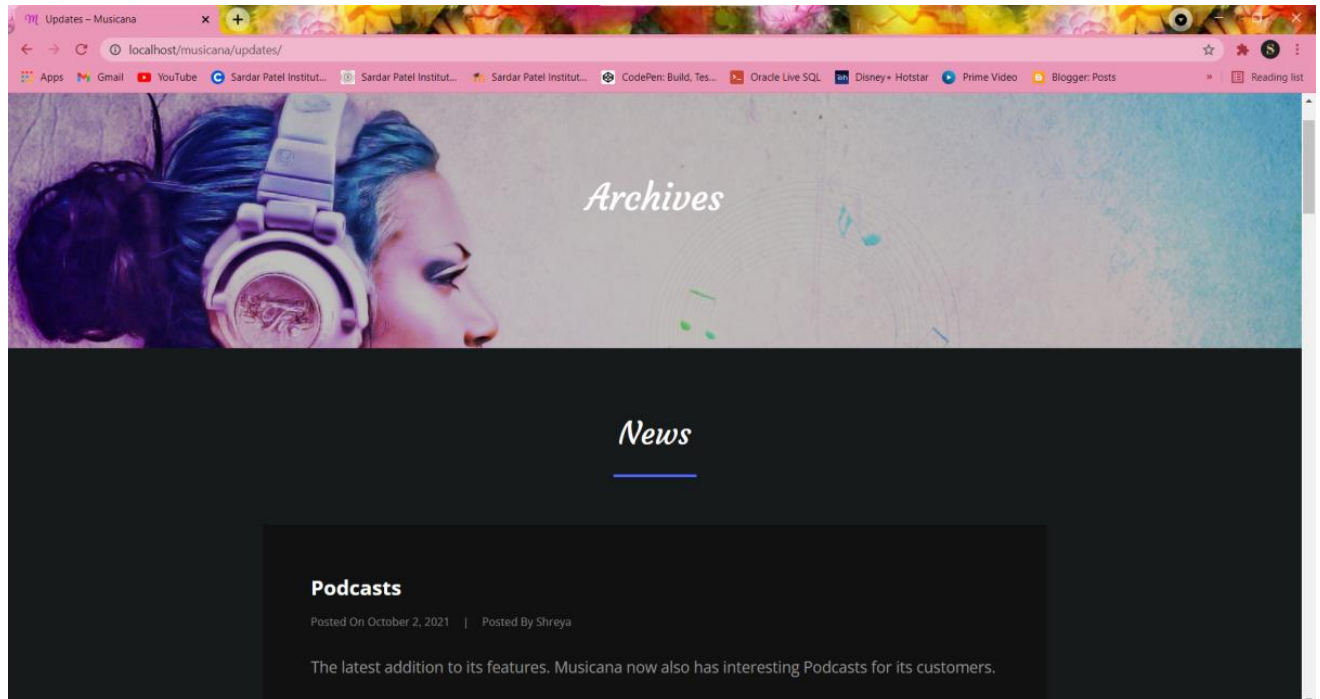 Updates – Musicana
localhost/musicana/updates/
Apps Gmail YouTube Sardar Patel Institut... Sardar Patel Institut... Sardar Patel Institut... CodePen: Build, Tes... Oracle Live SQL Disney+ Hotstar Prime Video Blogger: Posts » Reading list
Archives
News
Podcasts
Posted On October 2, 2021 | Posted By Shreya
The latest addition to its features. Musicana now also has interesting Podcasts for its customers.